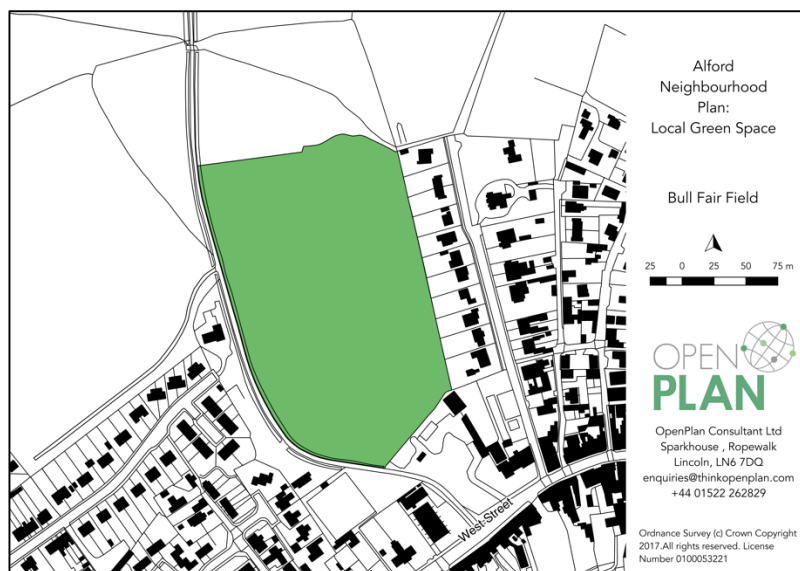 Alford
Neighbourhood
Plan:
Local Green Space
Bull Fair Field
25 0 25 50 75 m
OPEN
PLAN
OpenPlan Consultant Ltd
Sparkhouse , Ropewalk
Lincoln, LN6 7DQ
enquiries@thinkopenplan.com
+44 01522 262829
Ordnance Survey (c) Crown Copyright
2017.All rights reserved. License
Number 0100053221
West Street